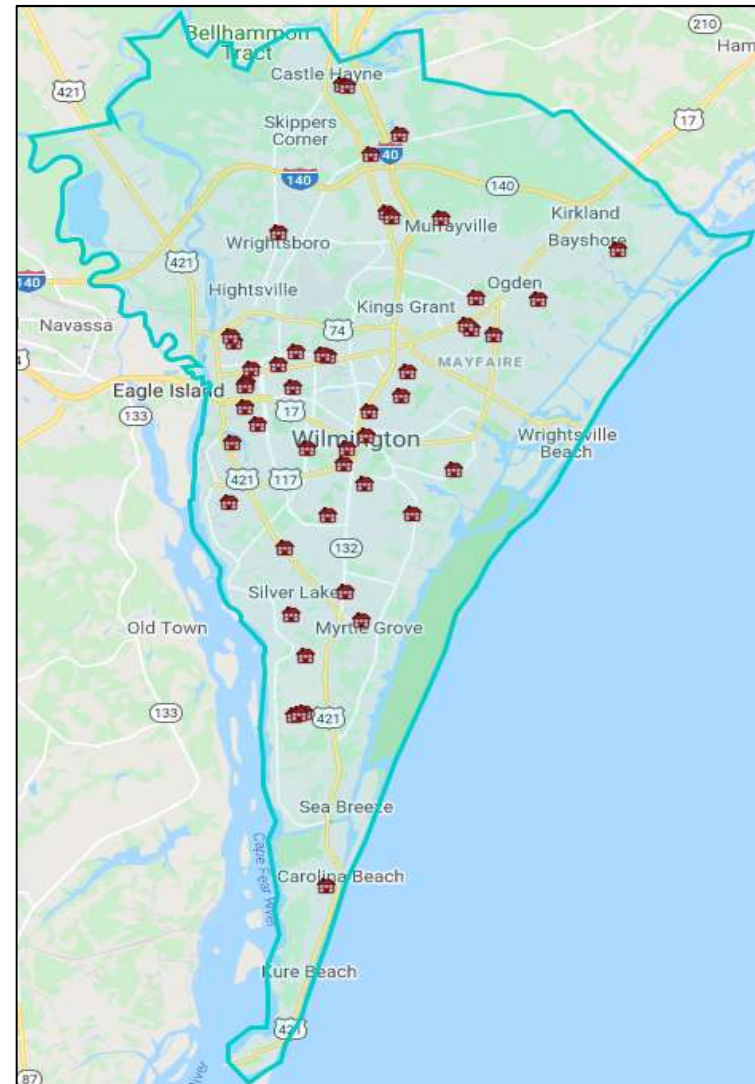 Bellhammon
Tract
210
Ham
421
Castle Hayne
17
Skippers
Corner
40
140
140
Kirkland
Murrayville
Wrightsboro
Bayshore
421
140
Hightsville
Ogden
Kings Grant
Navassa
74
MAYFAIRE
Eagle Island
133
17
Wilmington
Wrightsville
Beach
421
117
132
Silver Lake
Old Town
Myrtle Grove
133
421
Sea Breeze
Cape Fear River
Carolina Beach
Kure Beach
421
87
River